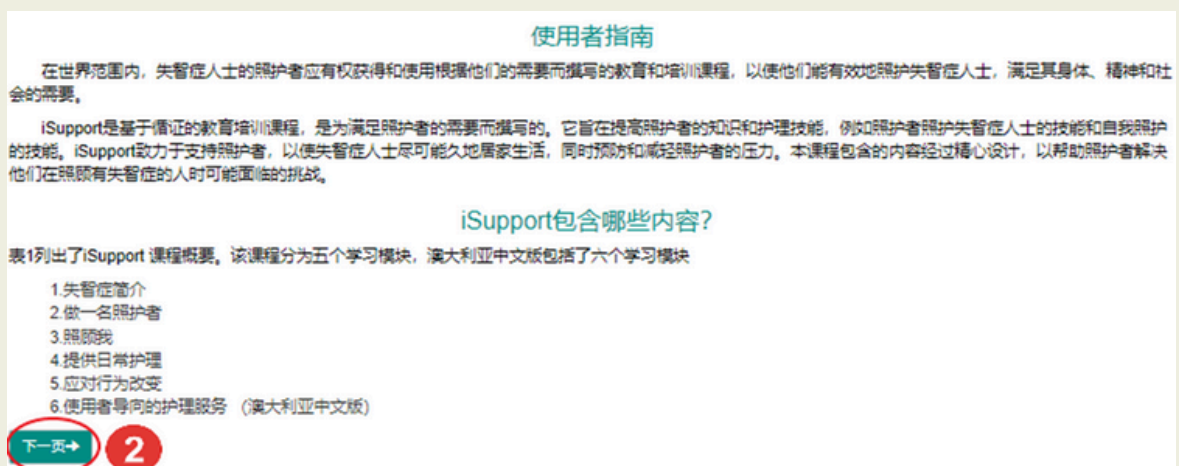 使用者指南
在世界范围内，失智症人士的照护者应有权获得和使用根据他们的需要而撰写的教育和培训课程，以使他们能有效地照护失智症人士，满足其身体、精神和社
会的需要。
iSupport是基于循证的教育培训课程，是为满足照护者的需要而撰写的。它旨在提高照护者的知识和护理技能，例如照护者照护失智症人士的技能和自我照护
的技能。iSupport致力于支持照护者，以使失智症人士尽可能久地居家生活，同时预防和减轻照护者的压力。本课程包含的内容经过精心设计，以帮助照护者解决
他们在照顾有失智症的人时可能面临的挑战。
iSupport包含哪些内容？
表1列出了iSupport 课程概要。该课程分为五个学习模块，澳大利亚中文版包括了六个学习模块
1.失智症简介
2.做一名照护者
3.照顾我
4.提供日常护理
5.应对行为改变
6.使用者导向的护理服务 （澳大利亚中文版）
下一页→
2